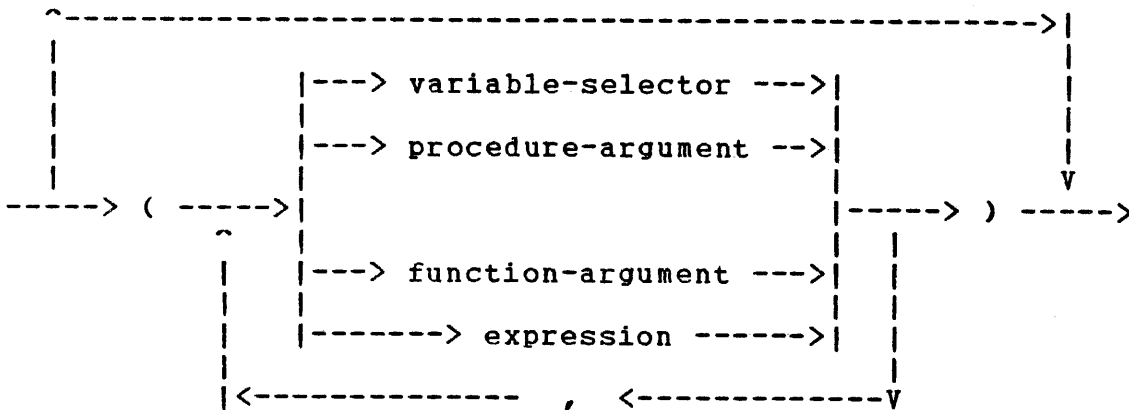 variable-selector
procedure-argument
( )
function-argument
expression
,